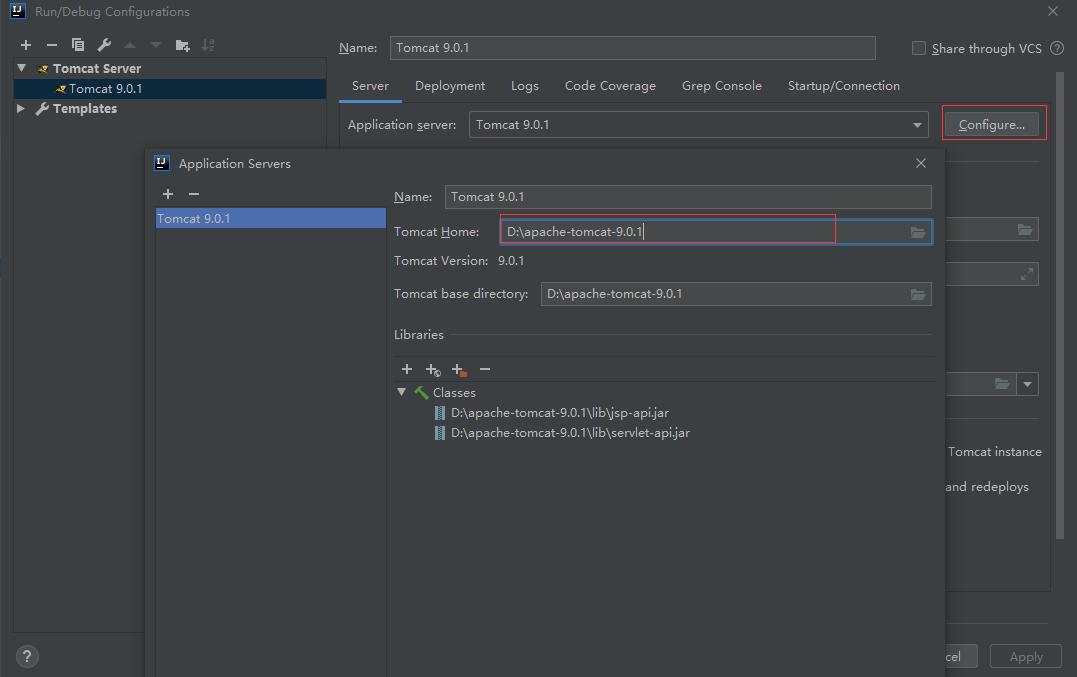 Run/Debug Configurations
Name: Tomcat 9.0.1
Share through VCS ?
Tomcat Server
Tomcat 9.0.1
Templates
Server Deployment Logs Code Coverage Grep Console Startup/Connection
Application server: Tomcat 9.0.1 Configure...
Application Servers
Tomcat 9.0.1
Name: Tomcat 9.0.1
Tomcat Home: D:\apache-tomcat-9.0.1
Tomcat Version: 9.0.1
Tomcat base directory: D:\apache-tomcat-9.0.1
Libraries
Classes
D:\apache-tomcat-9.0.1\lib\jsp-api.jar
D:\apache-tomcat-9.0.1\lib\servlet-api.jar
Tomcat instance
and redeploys
? cel Apply